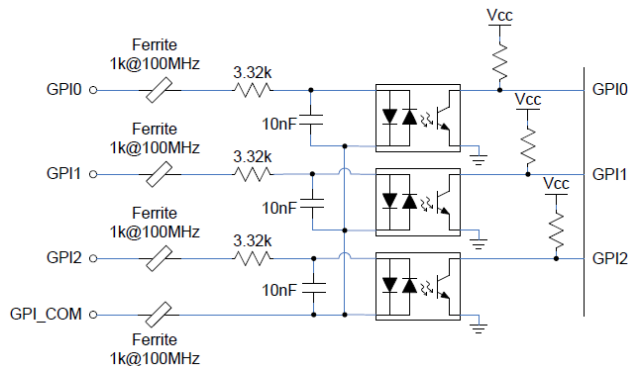 Vcc
Ferrite
1k@100MHz
3.32k
GPI0
GPI0
Vcc
10nF
Ferrite
1k@100MHz
3.32k
GPI1
GPI1
Vcc
10nF
Ferrite
1k@100MHz
3.32k
GPI2
GPI2
10nF
GPI_COM
Ferrite
1k@100MHz